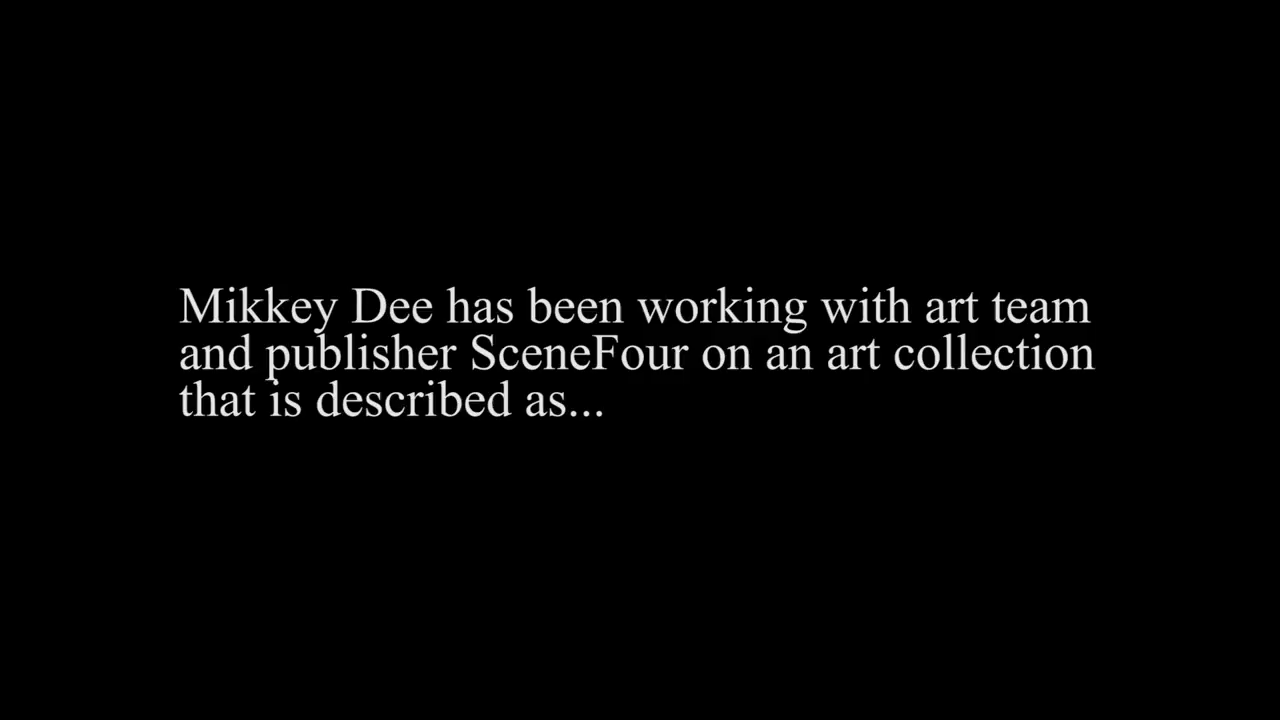 Mikkey Dee has been working with art team
and publisher SceneFour on an art collection
that is described as...